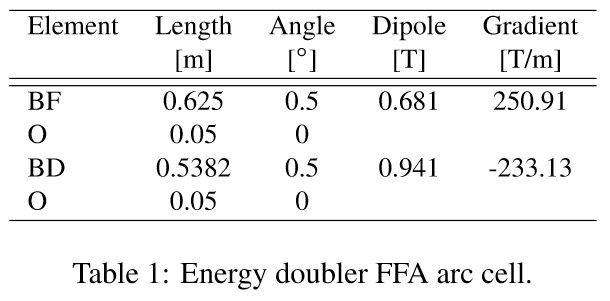 Element Length Angle Dipole Gradient
[m] [°] [T] [T/m]
BF 0.625 0.5 0.681 250.91
O 0.05 0
BD 0.5382 0.5 0.941 -233.13
O 0.05 0
Table 1: Energy doubler FFA arc cell.